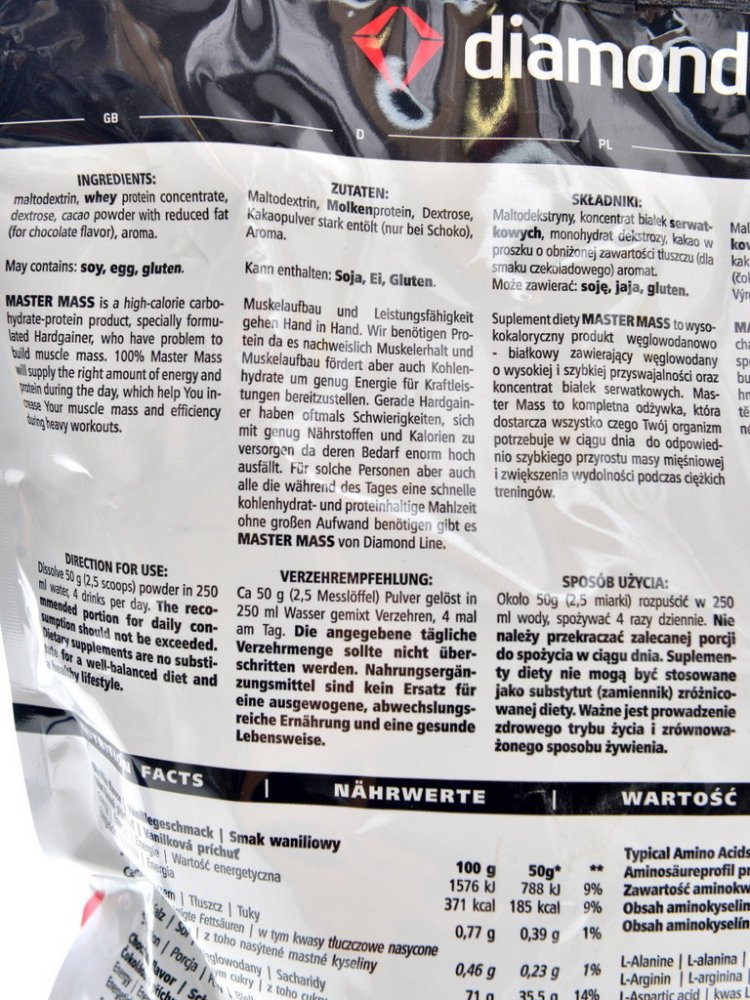 diamond
GB
D
PL
INGREDIENTS:
maltodextrin, whey protein concentrate,
dextrose, cacao powder with reduced fat
(for chocolate flavor), aroma.
May contains: soy, egg, gluten.
MASTER MASS is a high-calorie carbo-
hydrate-protein product, specially formu-
lated Hardgainer, who have problem to
build muscle mass. 100% Master Mass
will supply the right amount of energy and
protein during the day, which help You in-
crease Your muscle mass and efficiency
during heavy workouts.
DIRECTION FOR USE:
Dissolve 50 g (2,5 scoops) powder in 250
ml water, 4 drinks per day. The reco-
mmended portion for daily con-
sumption should not be exceeded.
Dietary supplements are no substi-
tute for a well-balanced diet and
a healthy lifestyle.
ZUTATEN:
Maltodextrin, Molkenprotein, Dextrose,
Kakaopulver stark entölt (nur bei Schoko),
Aroma.
Kann enthalten: Soja, Ei, Gluten.
Muskelaufbau und Leistungsfähigkeit
gehen Hand in Hand. Wir benötigen Pro-
tein da es nachweislich Muskelerhalt und
Muskelaufbau fördert aber auch Kohlen-
hydrate um genug Energie für Kraftleis-
tungen bereitzustellen. Gerade Hardgain-
er haben oftmals Schwierigkeiten, sich
mit genug Nährstoffen und Kalorien zu
versorgen da deren Bedarf enorm hoch
ausfällt. Für solche Personen aber auch
alle die während des Tages eine schnelle
kohlenhydrat- und proteinhaltige Mahlzeit
ohne großen Aufwand benötigen gibt es
MASTER MASS von Diamond Line.
VERZEHREMPFEHLUNG:
Ca 50 g (2,5 Messlöffel) Pulver gelöst in
250 ml Wasser gemixt Verzehren, 4 mal
am Tag. Die angegebene tägliche
Verzehrmenge sollte nicht über-
schritten werden. Nahrungsergän-
zungsmittel sind kein Ersatz für
eine ausgewogene, abwechslungs-
reiche Ernährung und eine gesunde
Lebensweise.
SKŁADNIKI:
Maltodekstryny, koncentrat białek serwat-
kowych, monohydrat dekstrozy, kakao w
proszku o obniżonej zawartości tłuszczu (dla
smaku czekoladowego) aromat.
Może zawierać: soję, jaja, gluten.
Suplement diety MASTER MASS to wyso-
kokaloryczny produkt węglowodanowo
- białkowy zawierający węglowodany
o wysokiej i szybkiej przyswajalności oraz
koncentrat białek serwatkowych. Mas-
ter Mass to kompletna odżywka, która
dostarcza wszystko czego Twój organizm
potrzebuje w ciągu dnia do odpowied-
nio szybkiego przyrostu masy mięśniowej
i zwiększenia wydolności podczas ciężkich
treningów.
SPOSÓB UŻYCIA:
Około 50g (2,5 miarki) rozpuścić w 250
ml wody, spożywać 4 razy dziennie. Nie
należy przekraczać zalecanej porcji
do spożycia w ciągu dnia. Suplemen-
ty diety nie mogą być stosowane
jako substytut (zamiennik) zróżnico-
wanej diety. Ważne jest prowadzenie
zdrowego trybu życia i zrównowa-
żonego sposobu żywienia.
FACTS | NÄHRWERTE | WARTOŚĆ
Vanillegeschmack | Smak waniliowy
Vanilková príchuť
100 g 50g* **
Energia | Wartość energetyczna
1576 kJ 788 kJ 9%
371 kcal 185 kcal 9%
| Tłuszcz | Tuky
0,77 g 0,39 g 1%
Fettsäuren | w tym kwasy tłuszczowe nasycone
z toho nasýtené mastné kyseliny
0,46 g 0,23 g 1%
| Sacharidy
71 g 35,5 g 14%
Typical Amino Acids
Aminosäureprofil
Zawartość
Obsah aminokyselin
Obsah aminokyselín
L-Alanine | L-alanina |
L-Arginin | L-arginina |
L-Aspartic acid | kwas